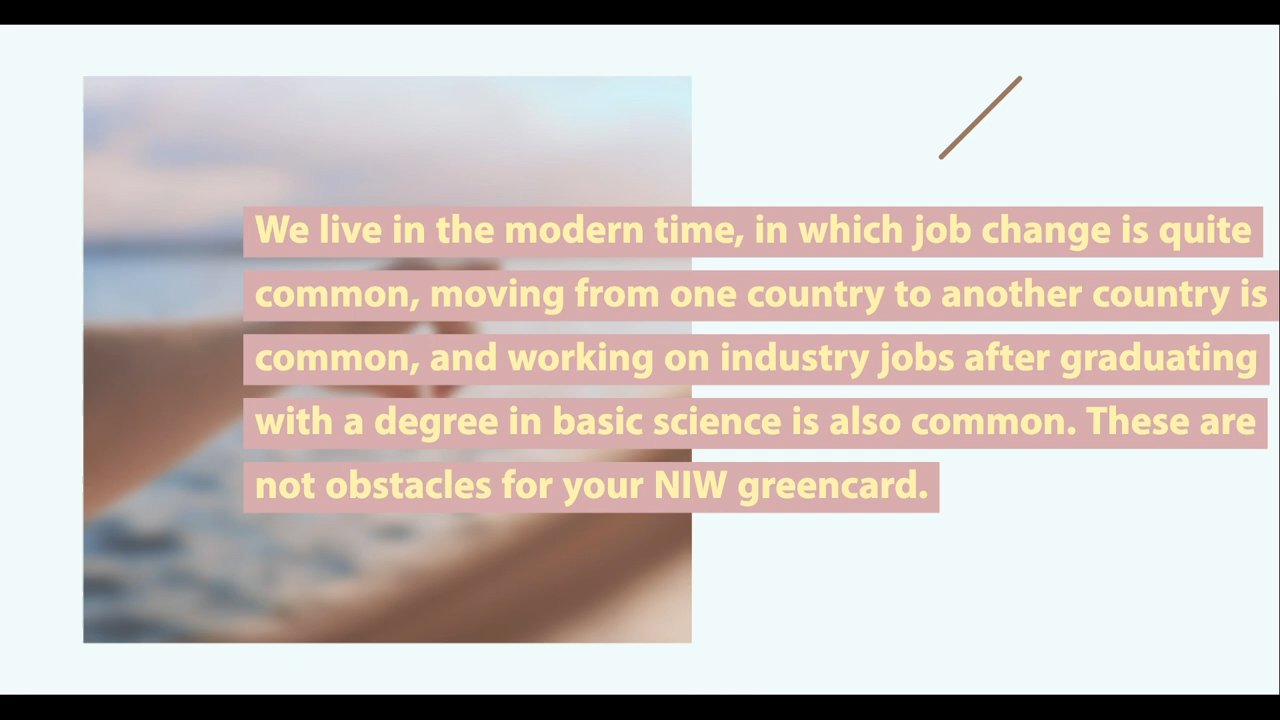 We live in the modern time, in which job change is quite
common, moving from one country to another country is
common, and working on industry jobs after graduating
with a degree in basic science is also common. These are
not obstacles for your NIW greencard.